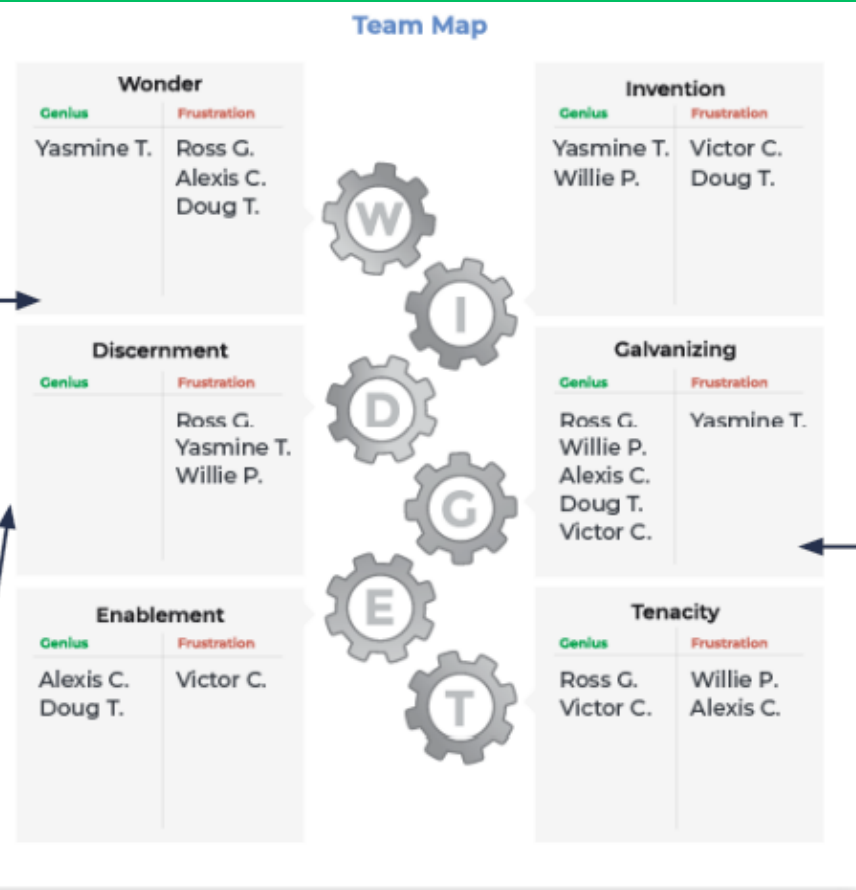 Team Map
Wonder
Genius Frustration
Yasmine T. Ross G.
Alexis C.
Doug T.
Invention
Genius Frustration
Yasmine T. Victor C.
Willie P. Doug T.
W
I
Discernment
Genius Frustration
Ross G.
Yasmine T.
Willie P.
Galvanizing
Genius Frustration
Ross G. Yasmine T.
Willie P.
Alexis C.
Doug T.
Victor C.
D
G
Enablement
Genius Frustration
Alexis C. Victor C.
Doug T.
Tenacity
Genius Frustration
Ross G. Willie P.
Victor C. Alexis C.
E
T